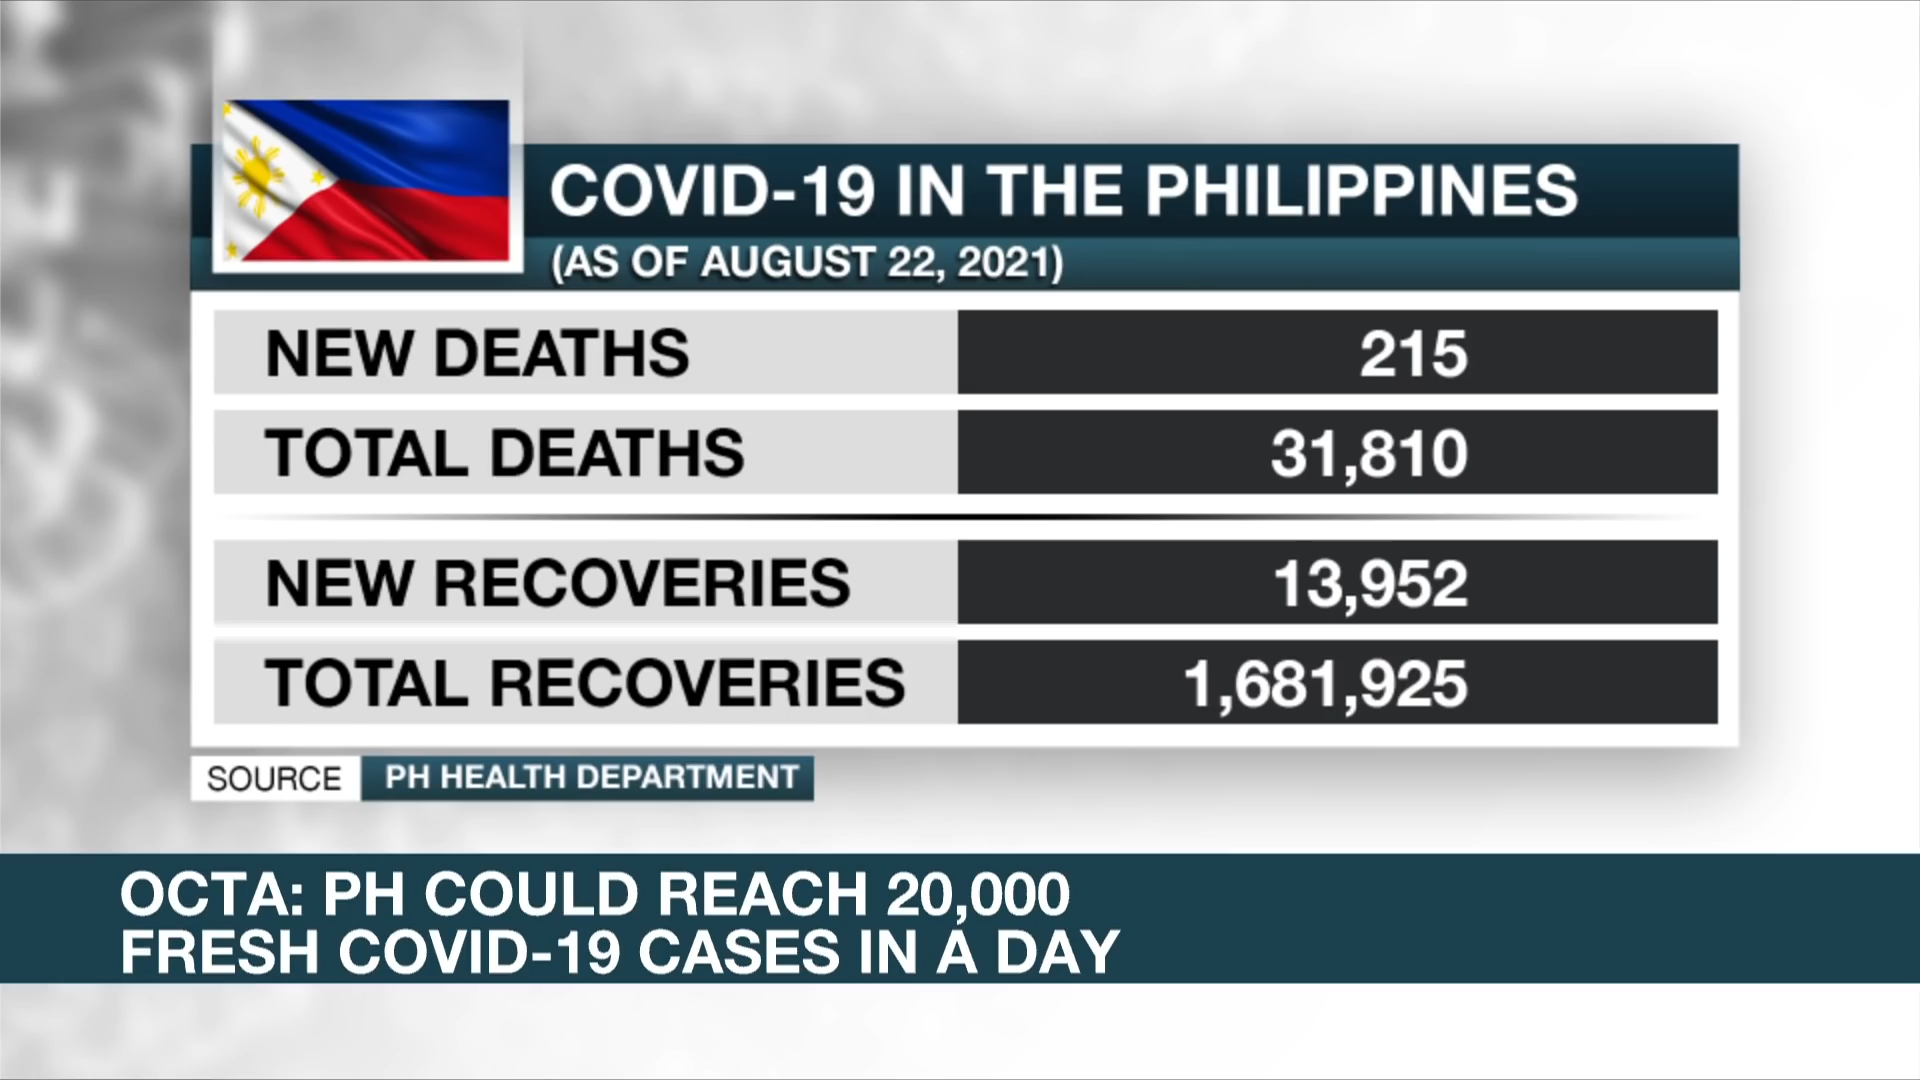 COVID-19 IN THE PHILIPPINES
(AS OF AUGUST 22, 2021)
NEW DEATHS 215
TOTAL DEATHS 31,810
NEW RECOVERIES 13,952
TOTAL RECOVERIES 1,681,925
SOURCE PH HEALTH DEPARTMENT
OCTA: PH COULD REACH 20,000
FRESH COVID-19 CASES IN A DAY